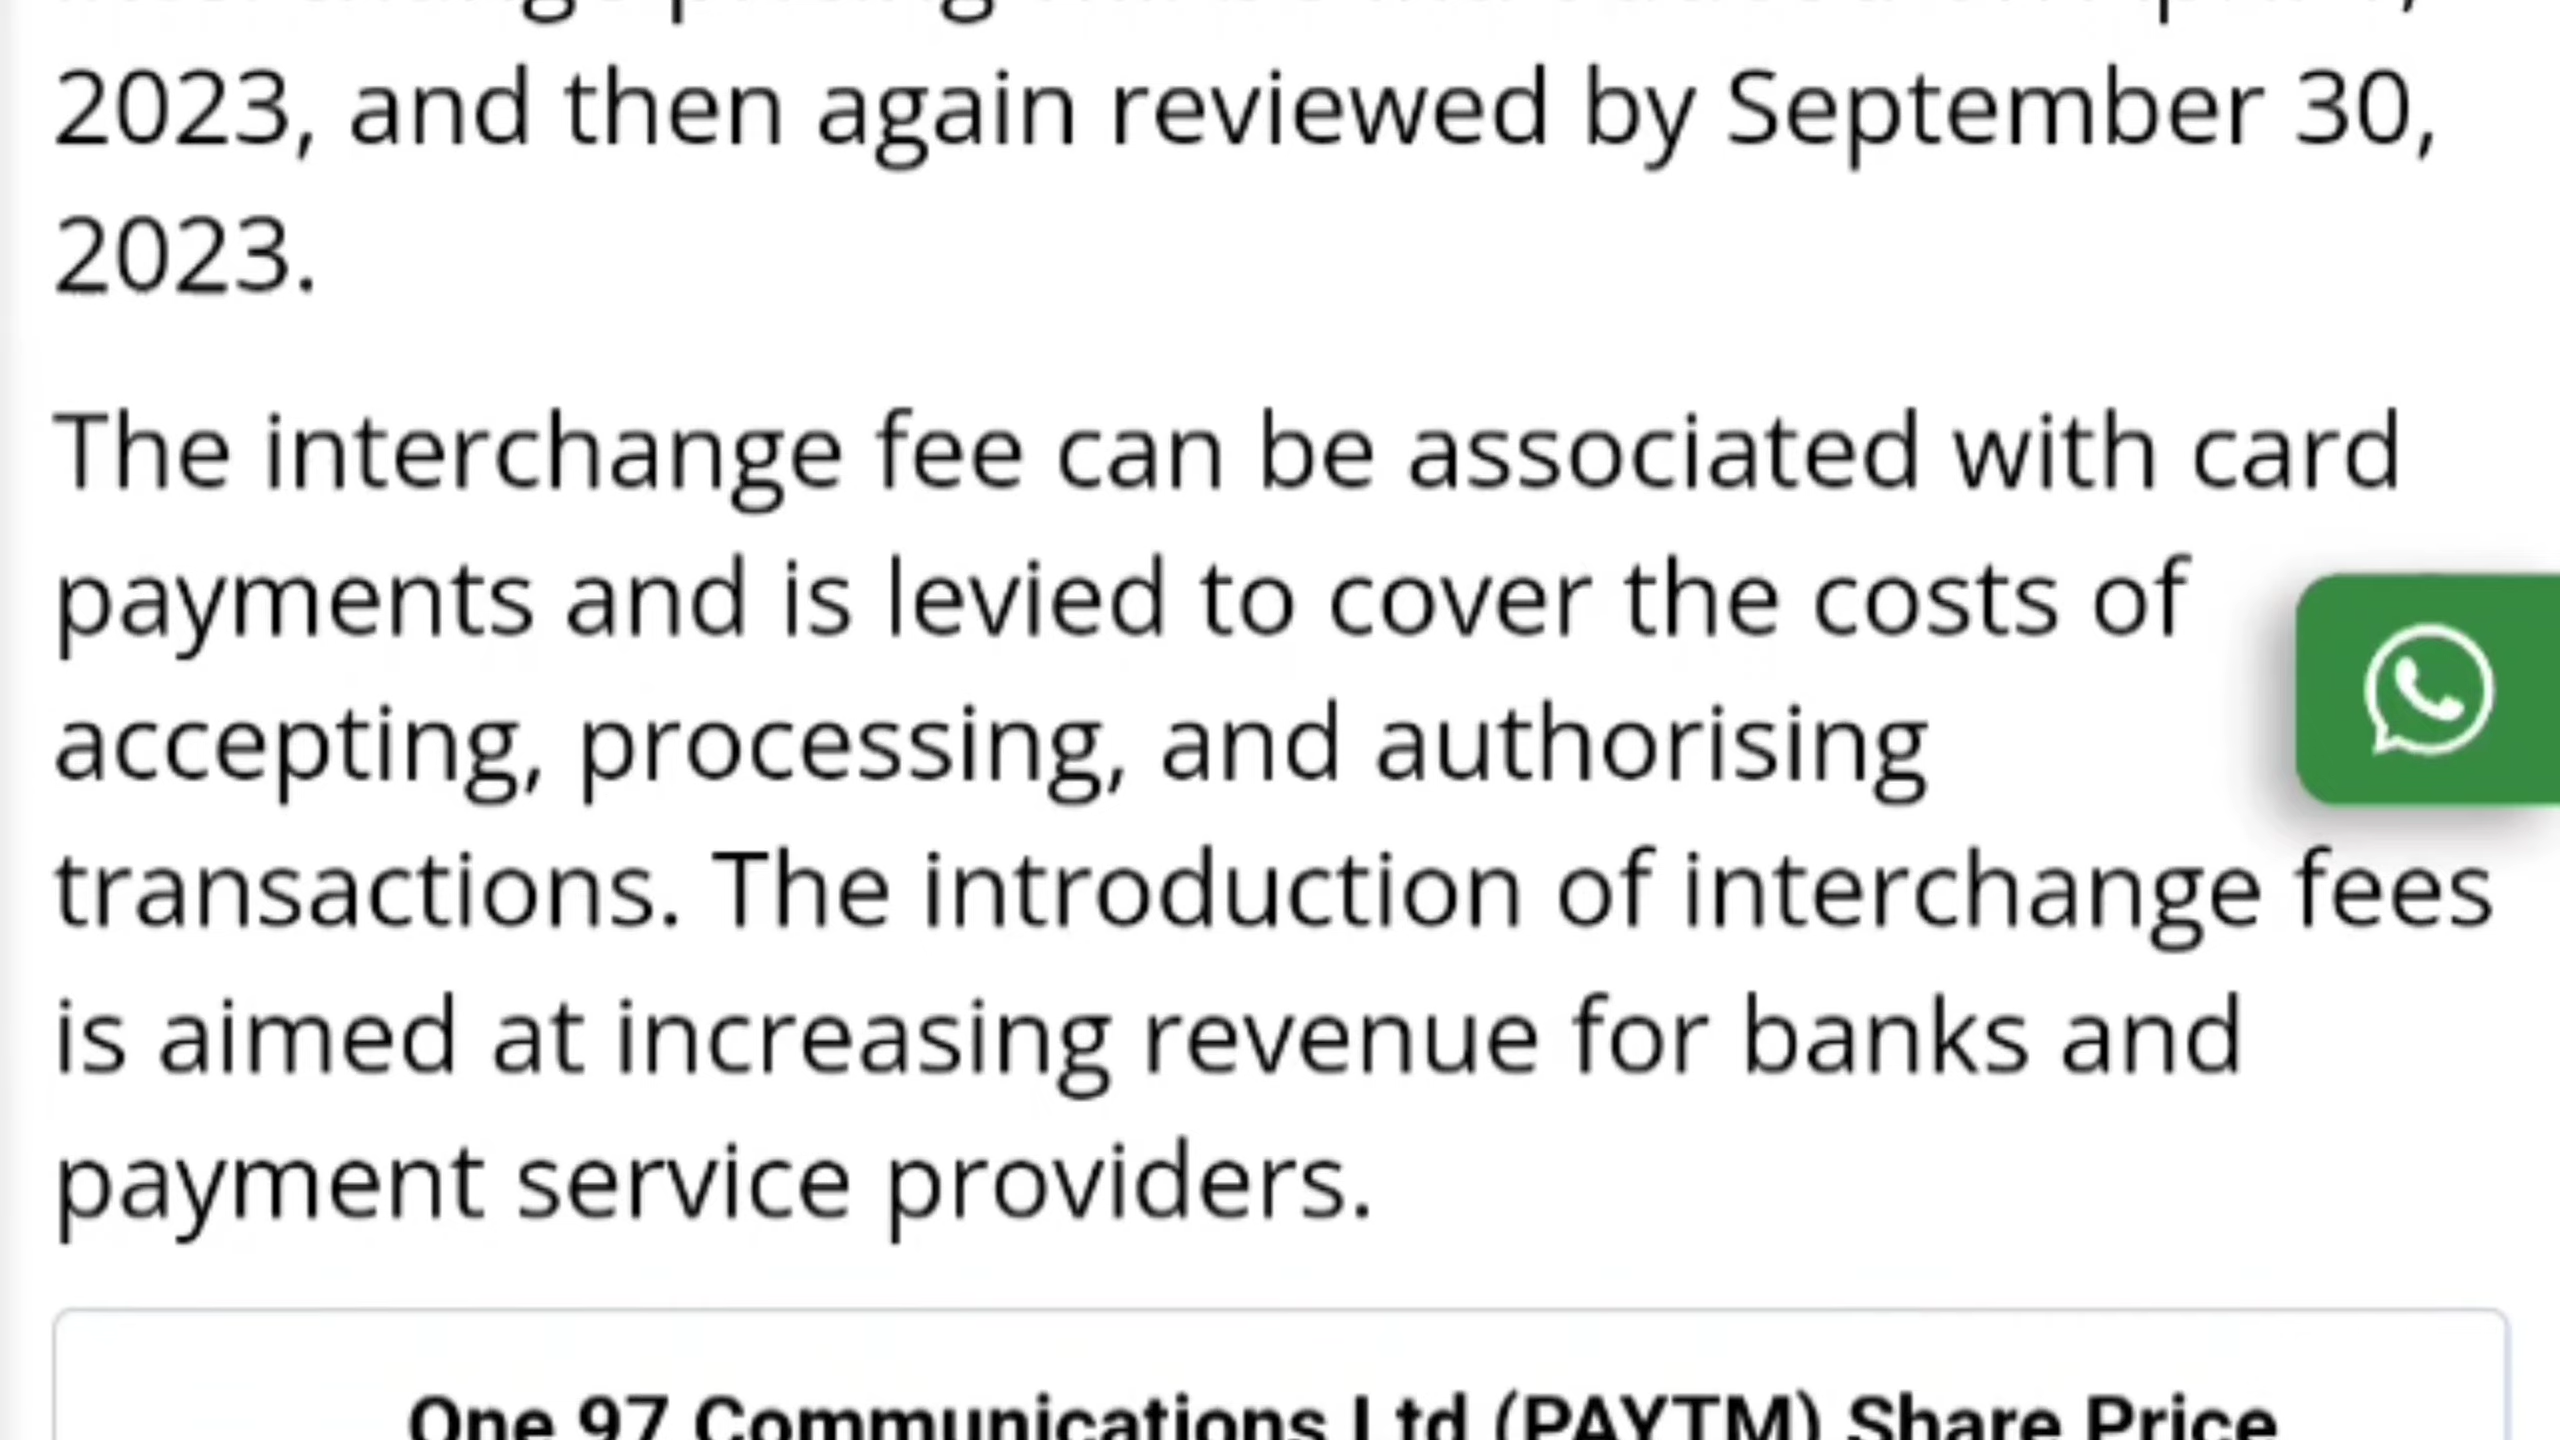 2023, and then again reviewed by September 30,
2023.
The interchange fee can be associated with card
payments and is levied to cover the costs of
accepting, processing, and authorising
transactions. The introduction of interchange fees
is aimed at increasing revenue for banks and
payment service providers.
One 97 Communications Ltd (PAYTM) Share Price